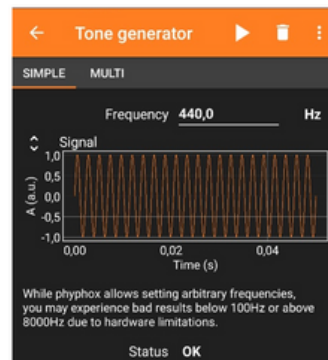 Tone generator
SIMPLE MULTI
Frequency 440,0 Hz
Signal
1,0
0,5
0,0
-0,5
-1,0
A (a.u.)
0,00 0,02 0,04
Time (s)
While phyphox allows setting arbitrary frequencies,
you may experience bad results below 100Hz or above
8000Hz due to hardware limitations.
Status OK